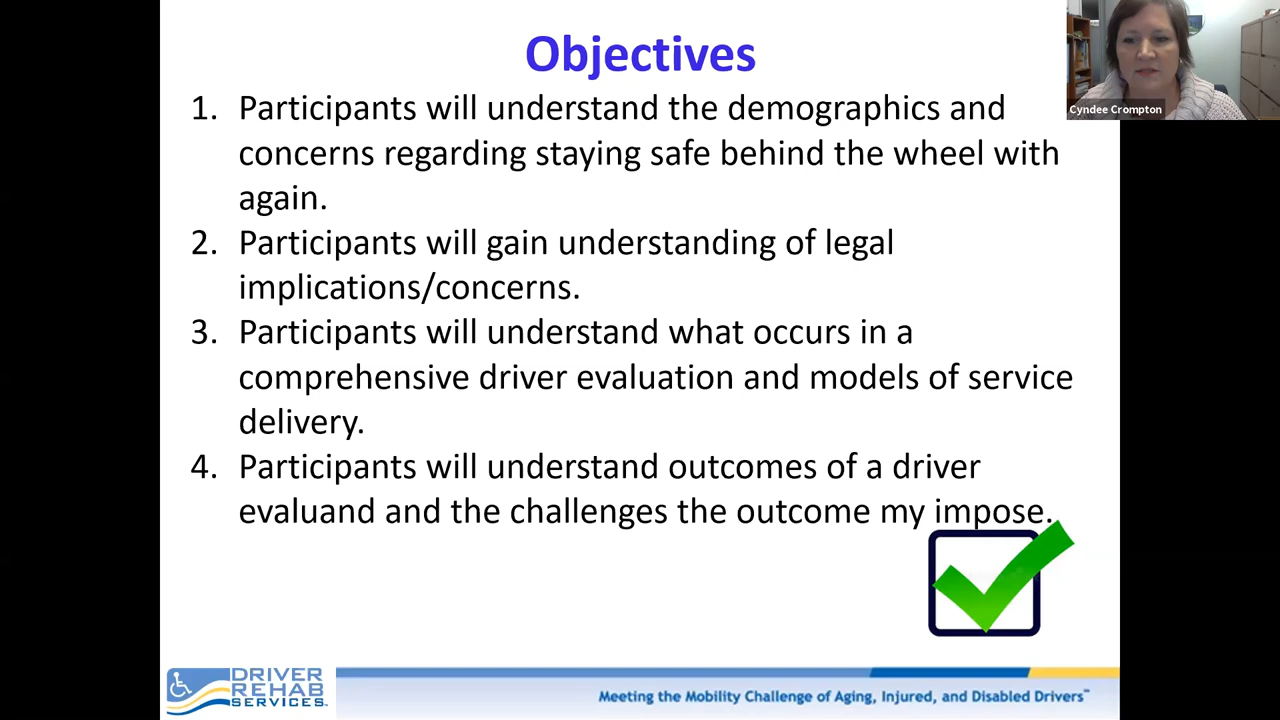 Objectives
1. Participants will understand the demographics and
concerns regarding staying safe behind the wheel with
again.
2. Participants will gain understanding of legal
implications/concerns.
3. Participants will understand what occurs in a
comprehensive driver evaluation and models of service
delivery.
4. Participants will understand outcomes of a driver
evaluand and the challenges the outcome my impose.
Cyndee Crompton
DRIVER
REHAB
SERVICES
Meeting the Mobility Challenge of Aging, Injured, and Disabled Drivers™